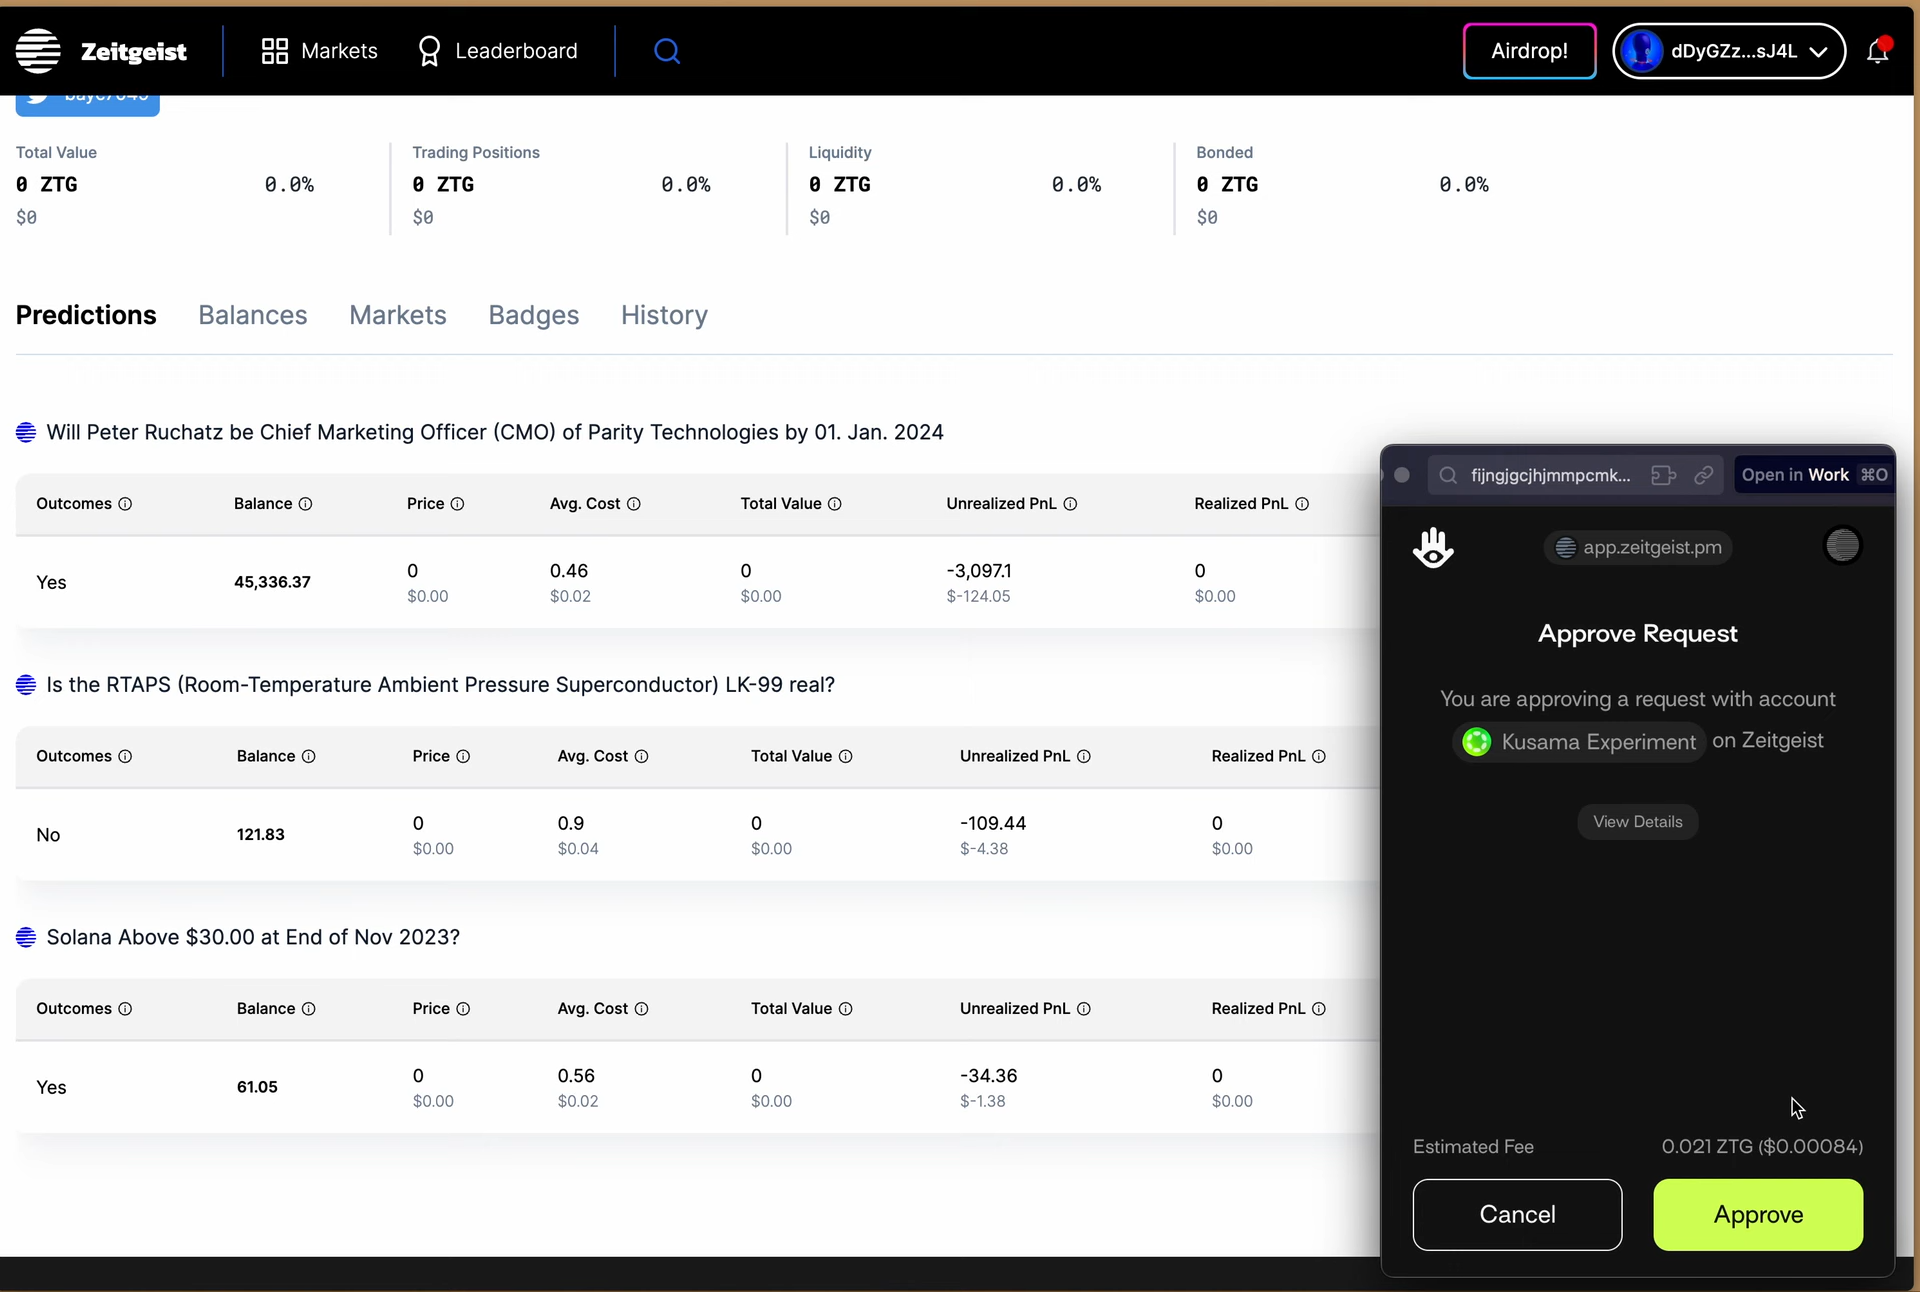 Zeitgeist
Markets
Leaderboard
Airdrop!
dDyGZz...sJ4L
Total Value
0 ZTG
0.0%
$0
Trading Positions
0 ZTG
0.0%
$0
Liquidity
0 ZTG
0.0%
$0
Bonded
0 ZTG
0.0%
$0
Predictions Balances Markets Badges History
Will Peter Ruchatz be Chief Marketing Officer (CMO) of Parity Technologies by 01. Jan. 2024
Outcomes Balance Price Avg. Cost Total Value Unrealized PnL Realized PnL
Yes 45,336.37 0 0.46 0 -3,097.1 0
$0.00 $0.02 $0.00 $-124.05 $0.00
Is the RTAPS (Room-Temperature Ambient Pressure Superconductor) LK-99 real?
Outcomes Balance Price Avg. Cost Total Value Unrealized PnL Realized PnL
No 121.83 0 0.9 0 -109.44 0
$0.00 $0.04 $0.00 $-4.38 $0.00
Solana Above $30.00 at End of Nov 2023?
Outcomes Balance Price Avg. Cost Total Value Unrealized PnL Realized PnL
Yes 61.05 0 0.56 0 -34.36 0
$0.00 $0.02 $0.00 $-1.38 $0.00
fijngjgcjhjmmpcmk...
Open in Work ⌘O
app.zeitgeist.pm
Approve Request
You are approving a request with account
Kusama Experiment on Zeitgeist
View Details
Estimated Fee 0.021 ZTG ($0.00084)
Cancel
Approve